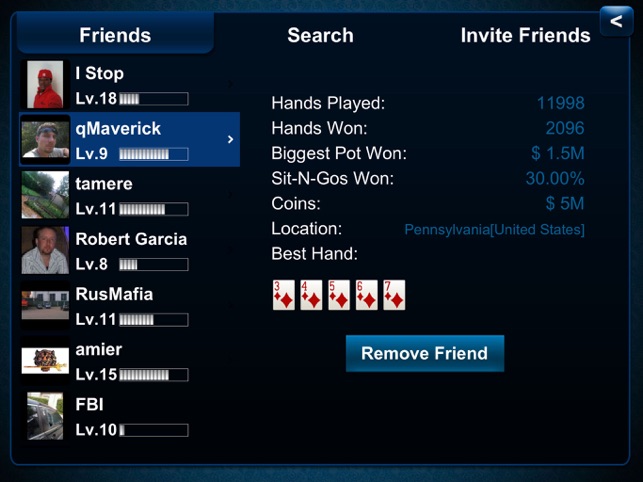 Friends
Search
Invite Friends
<
I Stop
Lv.18
qMaverick
Lv.9
>
tamere
Lv.11
Robert Garcia
Lv.8
RusMafia
Lv.11
amier
Lv.15
FBI
Lv.10
Hands Played: 11998
Hands Won: 2096
Biggest Pot Won: $ 1.5M
Sit-N-Gos Won: 30.00%
Coins: $ 5M
Location: Pennsylvania[United States]
Best Hand:
3 4 5 6 7
Remove Friend